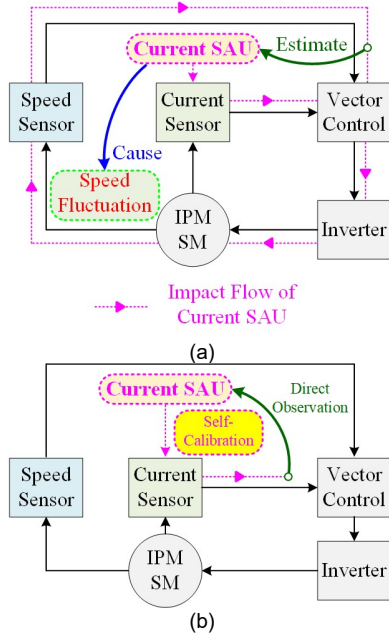 Current SAU
Estimate
Speed
Sensor
Current
Sensor
Vector
Control
Cause
Speed
Fluctuation
IPM
SM
Inverter
Impact Flow of
Current SAU
(a)
Current SAU
Direct
Observation
Self-
Calibration
Speed
Sensor
Current
Sensor
Vector
Control
IPM
SM
Inverter
(b)